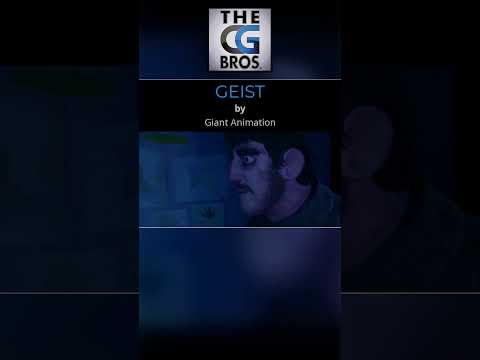 THE
CG
BROS.
GEIST
by
Giant Animation